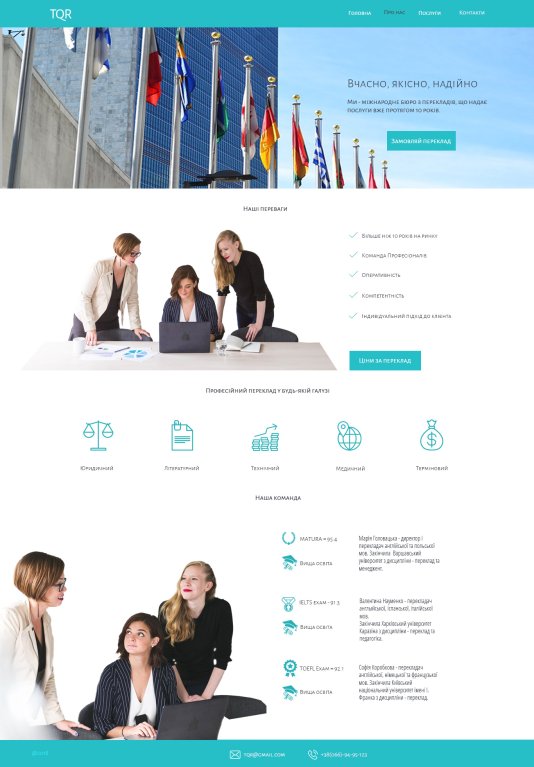 TQR
Головна Про нас Послуги Контакти
Вчасно, якісно, надійно
Ми - міжнародне бюро з перекладів, що надає
послуги вже протягом 10 років.
Замовляй переклад
Наші переваги
Більше ніж 10 років на ринку
Команда Професіоналів
Оперативність
Компетентність
Індивідуальний підхід до клієнта
Ціни за переклад
Професійний переклад у будь-якій галузі
Юридичний Літературний Технічний Медичний Терміновий
Наша команда
MATURA = 95.4
Вища освіта
Марія Головацька - директор і
перекладач англійської та польської
мов. Закінчила Варшавський
університет з дисципліни - переклад та
менеджмент.
IELTS exam - 91.3
Вища освіта
Валентина Науменко - перекладач
англійської, іспанської, італійської
мов.
Закінчила Харківський університет
Каразіна з дисципліни - переклад та
педагогіка.
TOEFL Exam = 92.1
Вища освіта
Софія Коробкова - перекладач
англійської, німецької та французької
мов. Закінчила Київський
національний університет імені І.
Франка з дисципліни - переклад.
tqr@gmail.com +38(066)-94-95-123